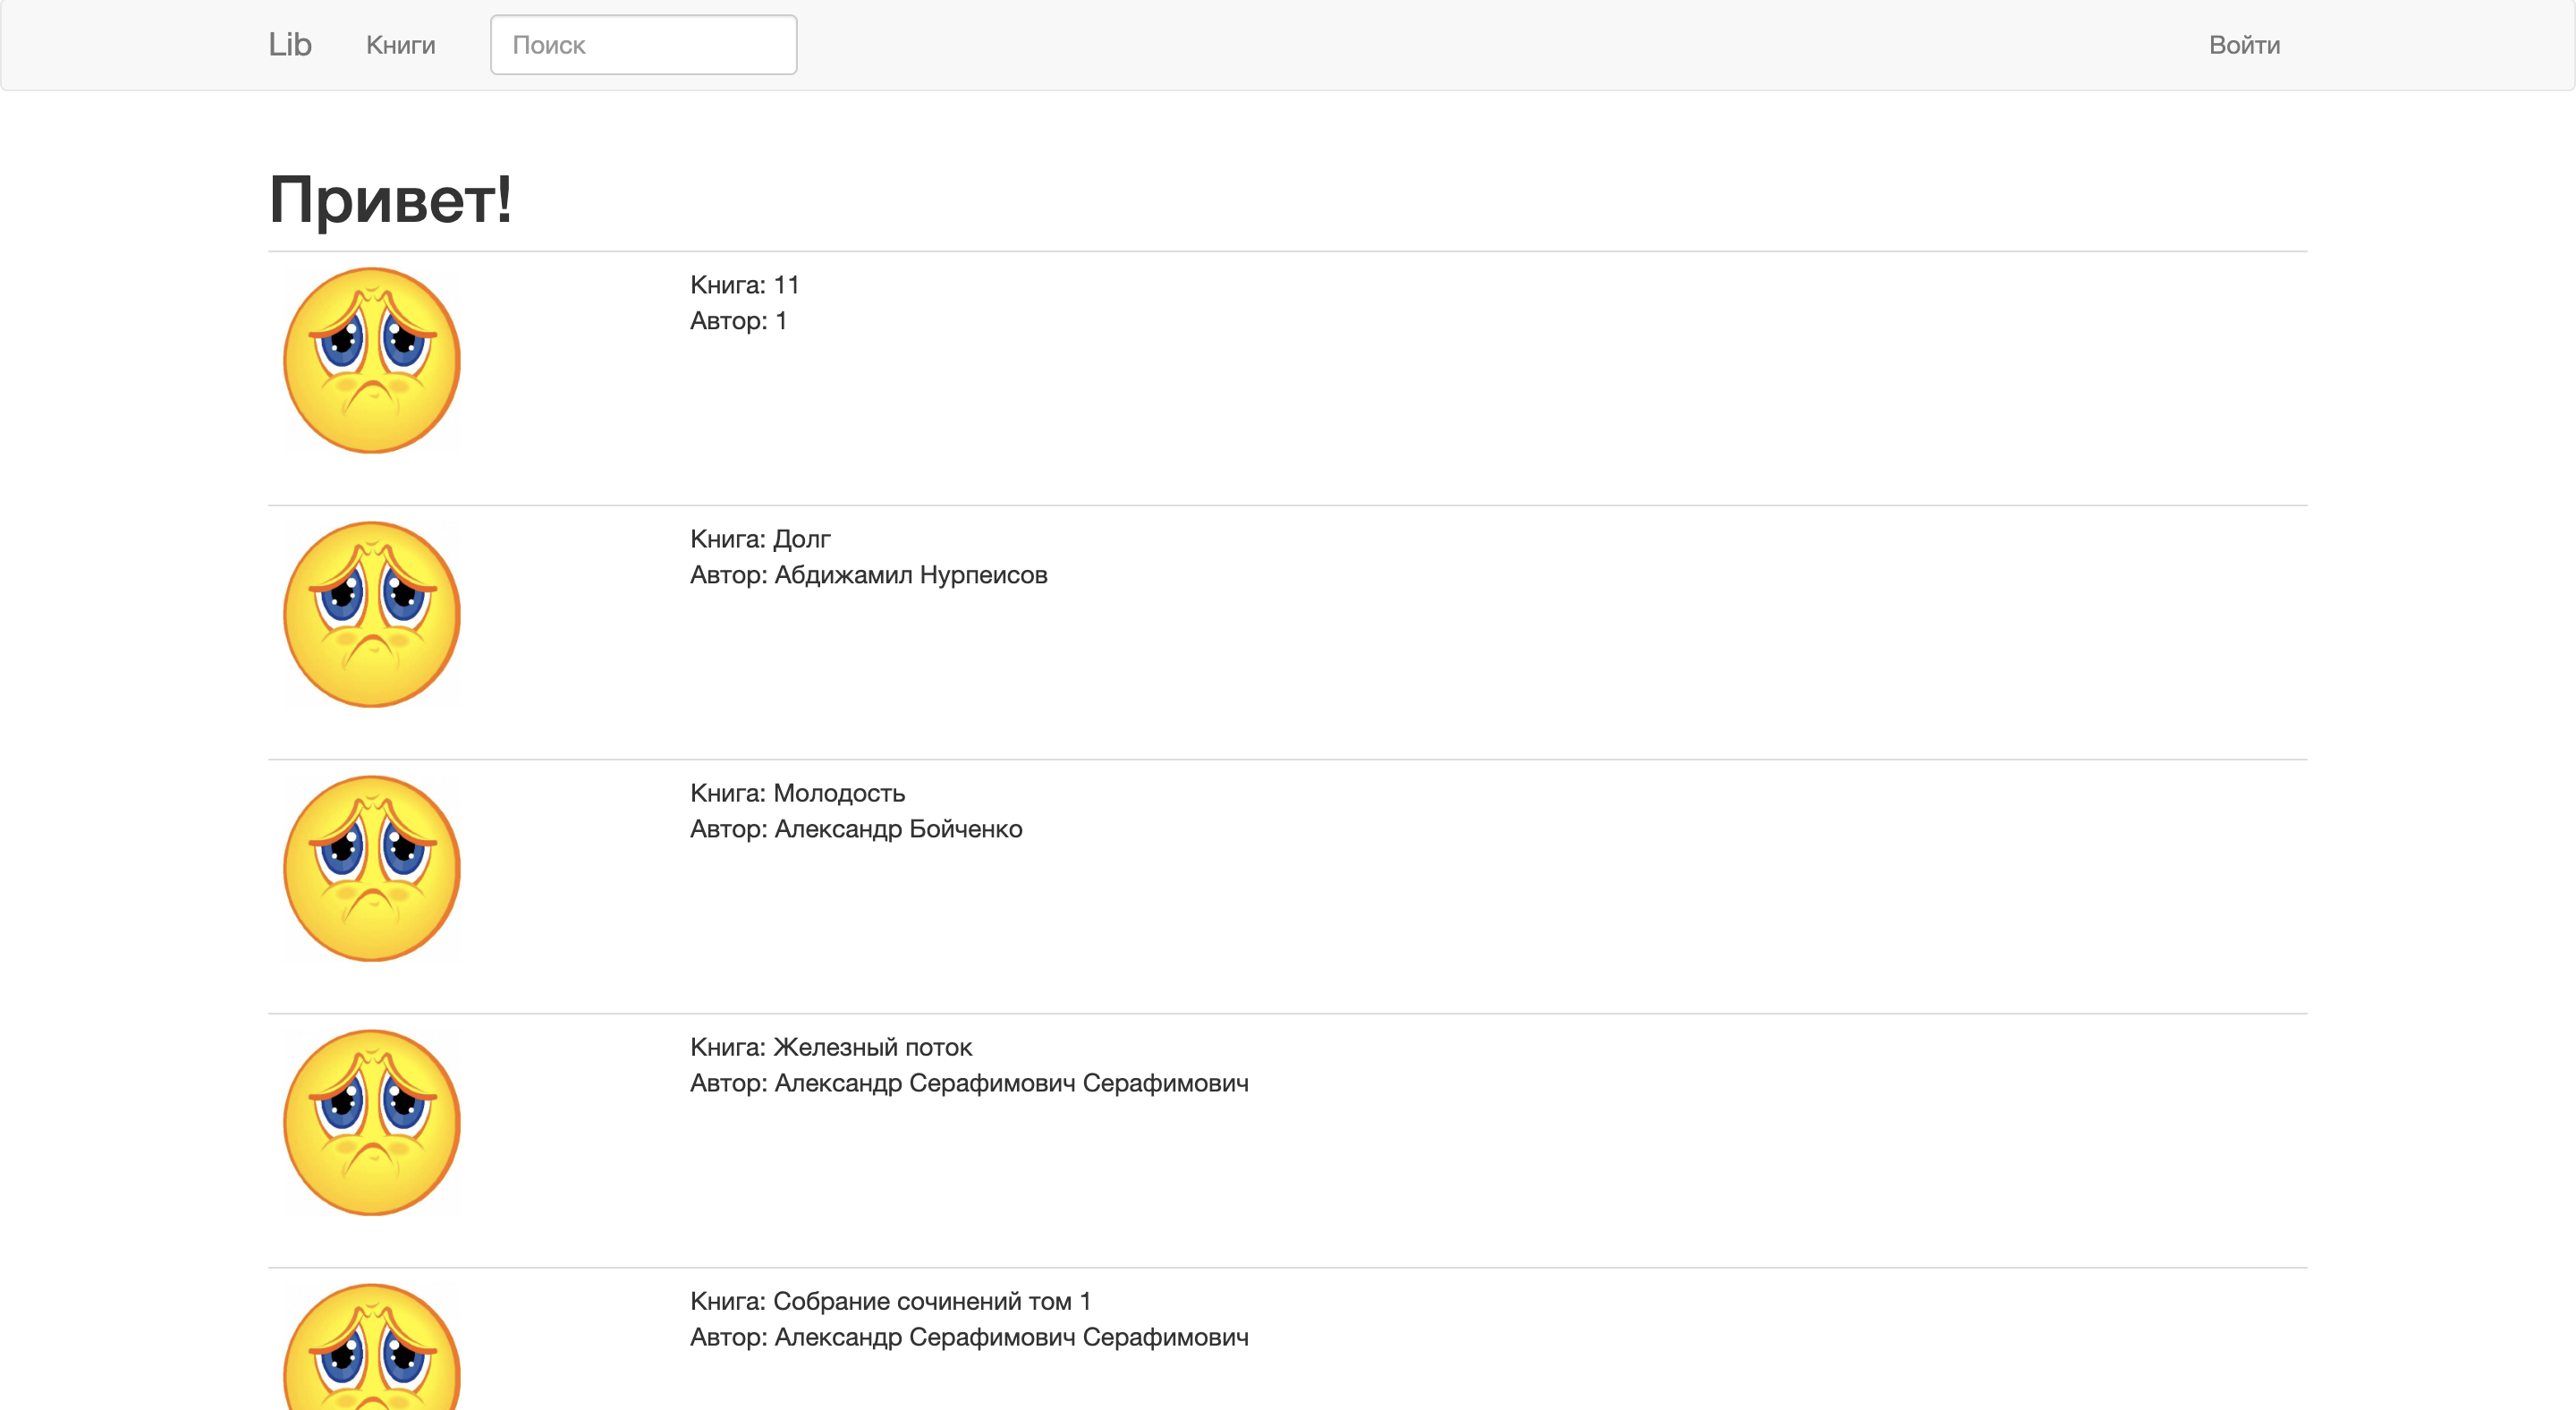 Lib Книги Поиск Войти
Привет!
Книга: 11
Автор: 1
Книга: Долг
Автор: Абдижамил Нурпеисов
Книга: Молодость
Автор: Александр Бойченко
Книга: Железный поток
Автор: Александр Серафимович Серафимович
Книга: Собрание сочинений том 1
Автор: Александр Серафимович Серафимович